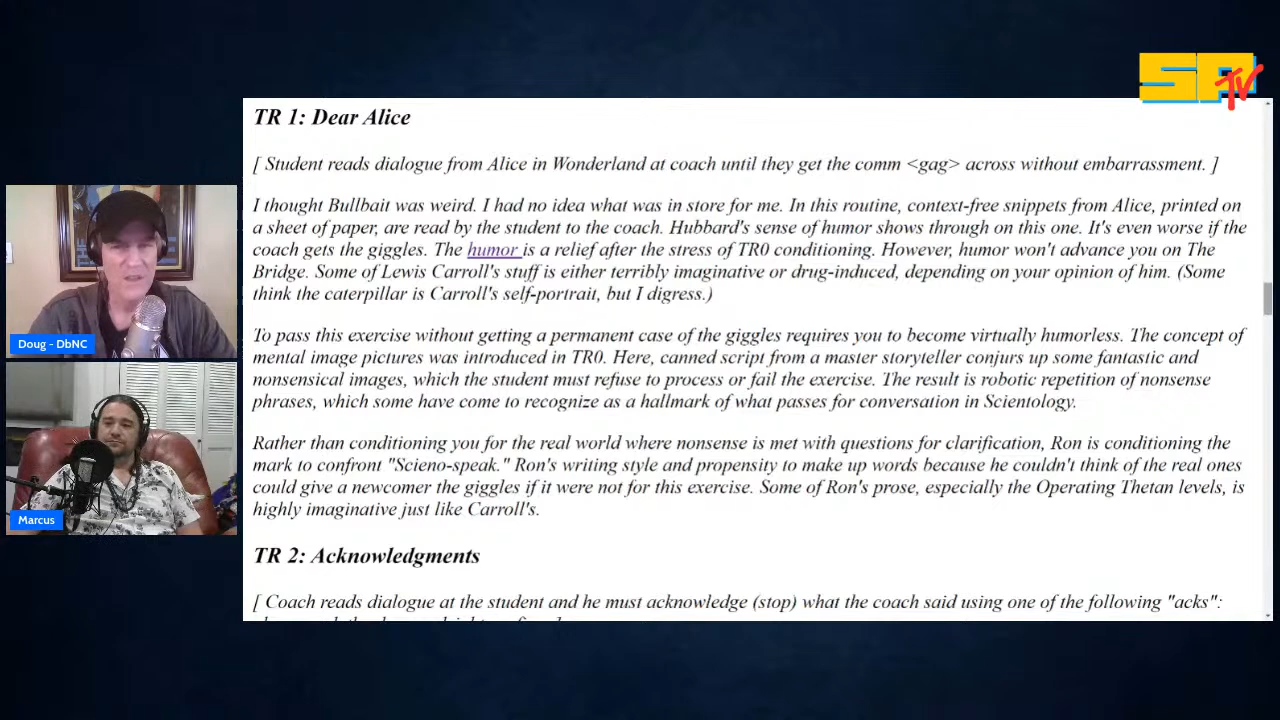 SPTV
TR 1: Dear Alice
[ Student reads dialogue from Alice in Wonderland at coach until they get the comm <gag> across without embarrassment. ]
I thought Bullbait was weird. I had no idea what was in store for me. In this routine, context-free snippets from Alice, printed on
a sheet of paper, are read by the student to the coach. Hubbard's sense of humor shows through on this one. It's even worse if the
coach gets the giggles. The humor is a relief after the stress of TR0 conditioning. However, humor won't advance you on The
Bridge. Some of Lewis Carroll's stuff is either terribly imaginative or drug-induced, depending on your opinion of him. (Some
think the caterpillar is Carroll's self-portrait, but I digress.)
To pass this exercise without getting a permanent case of the giggles requires you to become virtually humorless. The concept of
mental image pictures was introduced in TR0. Here, canned script from a master storyteller conjurs up some fantastic and
nonsensical images, which the student must refuse to process or fail the exercise. The result is robotic repetition of nonsense
phrases, which some have come to recognize as a hallmark of what passes for conversation in Scientology.
Rather than conditioning you for the real world where nonsense is met with questions for clarification, Ron is conditioning the
mark to confront "Scieno-speak." Ron's writing style and propensity to make up words because he couldn't think of the real ones
could give a newcomer the giggles if it were not for this exercise. Some of Ron's prose, especially the Operating Thetan levels, is
highly imaginative just like Carroll's.
TR 2: Acknowledgments
[ Coach reads dialogue at the student and he must acknowledge (stop) what the coach said using one of the following "acks":
Doug - DbNC
Marcus